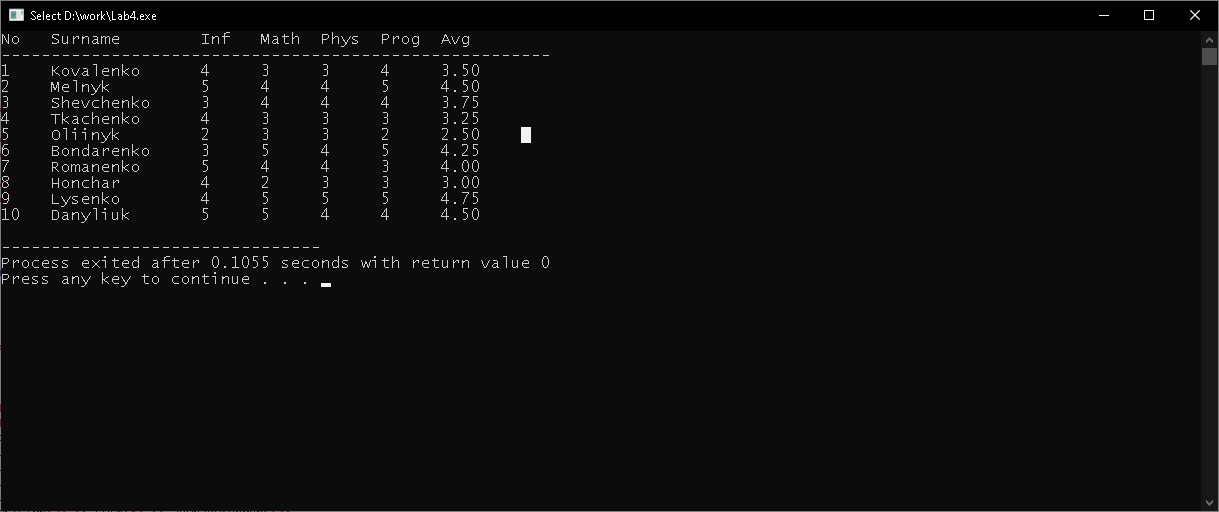 Select D:\work\Lab4.exe
No   Surname        Inf   Math  Phys  Prog  Avg
-------------------------------------------------------
1    Kovalenko      4     3     3     4     3.50
2    Melnyk         5     4     4     5     4.50
3    Shevchenko     3     4     4     4     3.75
4    Tkachenko      4     3     3     3     3.25
5    Oliinyk        2     3     3     2     2.50
6    Bondarenko     3     5     4     5     4.25
7    Romanenko      5     4     4     3     4.00
8    Honchar        4     2     3     3     3.00
9    Lysenko        4     5     5     5     4.75
10   Danyliuk       5     5     4     4     4.50
--------------------------------
Process exited after 0.1055 seconds with return value 0
Press any key to continue . . .